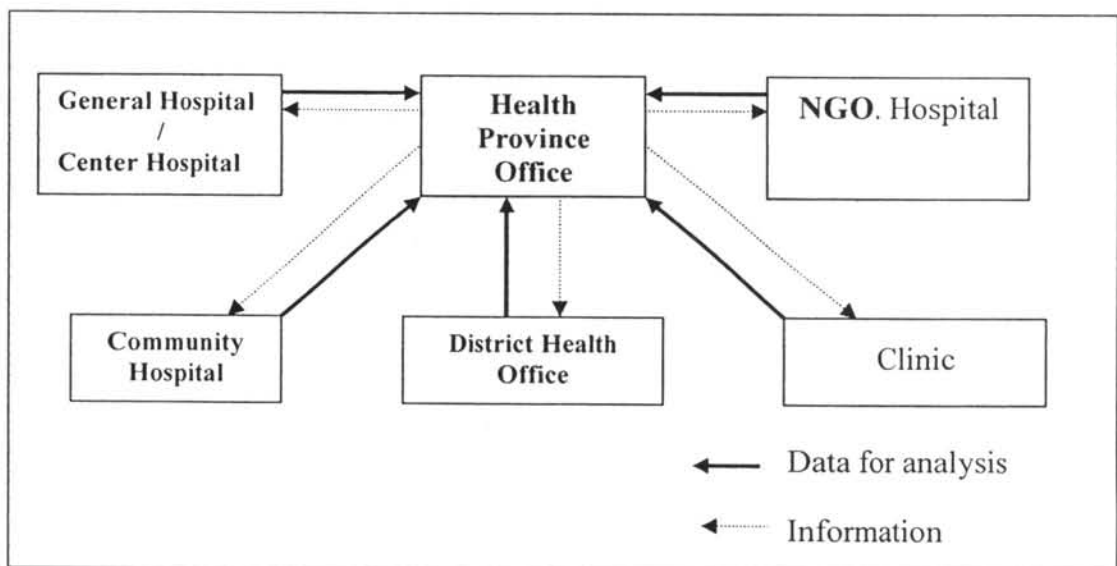 General Hospital
/
Center Hospital
Health
Province
Office
NGO. Hospital
Community
Hospital
District Health
Office
Clinic
Data for analysis
Information